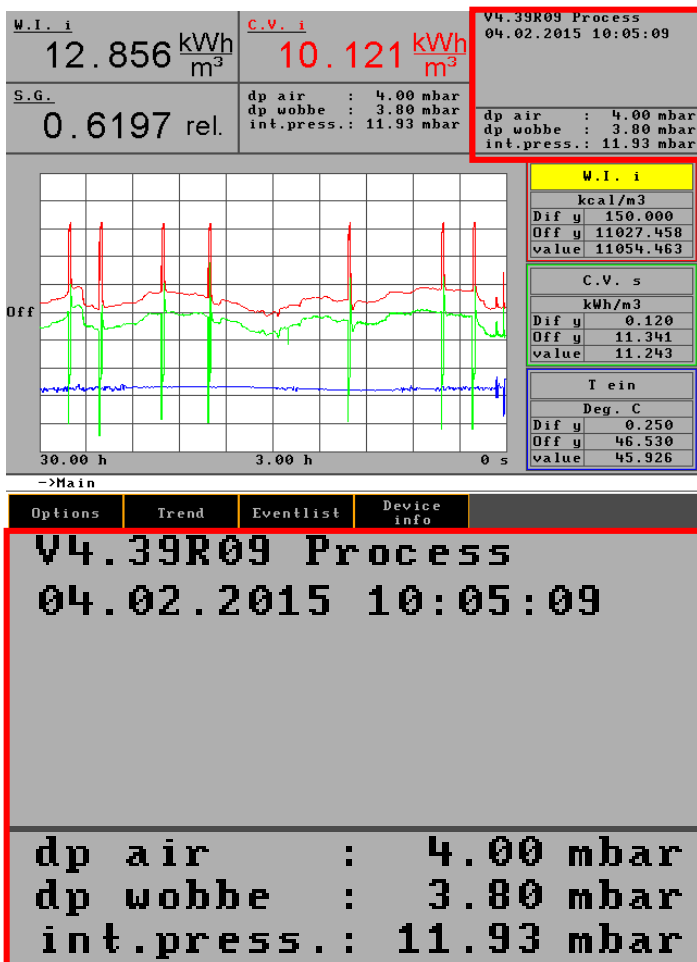 W.I. i
12.856 kWh/m³
C.V. i
10.121 kWh/m³
V4.39R09 Process
04.02.2015 10:05:09
S.G.
0.6197 rel.
dp air : 4.00 mbar
dp wobbe : 3.80 mbar
int.press.: 11.93 mbar
dp air : 4.00 mbar
dp wobbe : 3.80 mbar
int.press.: 11.93 mbar
W.I. i
kcal/m3
Dif y 150.000
Off y 11027.458
value 11054.463
C.V. s
kWh/m3
Dif y 0.120
Off y 11.341
value 11.243
T ein
Deg. C
Dif y 0.250
Off y 46.530
value 45.926
Off
30.00 h 3.00 h 0 s
->Main
Options Trend Eventlist Device info
V4.39R09 Process
04.02.2015 10:05:09
dp air : 4.00 mbar
dp wobbe : 3.80 mbar
int.press.: 11.93 mbar